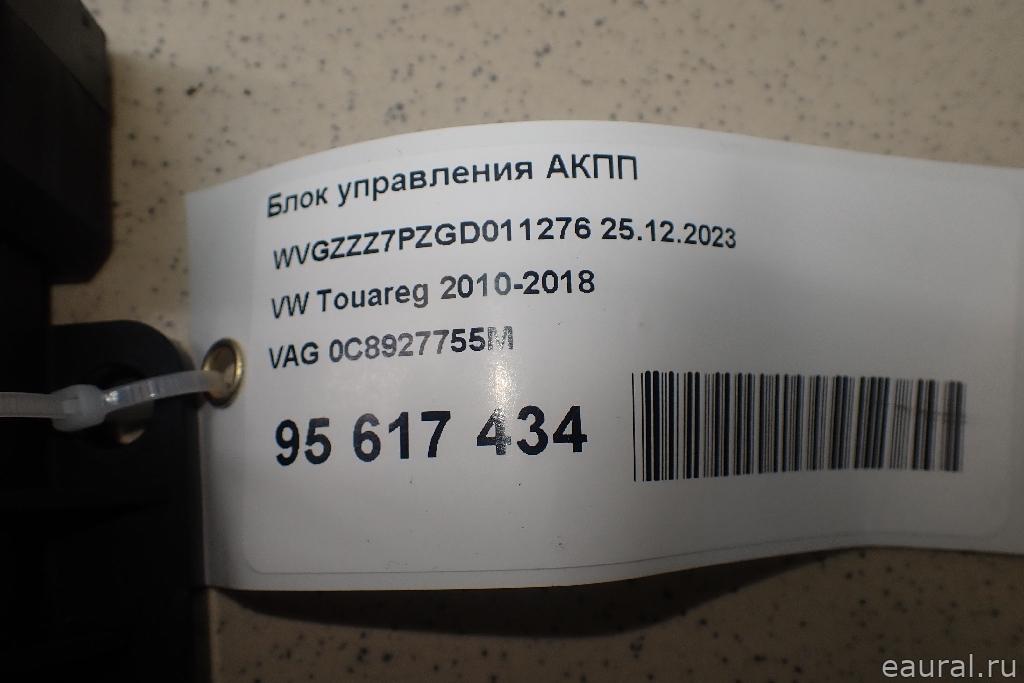 Блок управления АКПП
WVGZZZ7PZGD011276 25.12.2023
VW Touareg 2010-2018
VAG 0C8927755M
95 617 434
eaural.ru